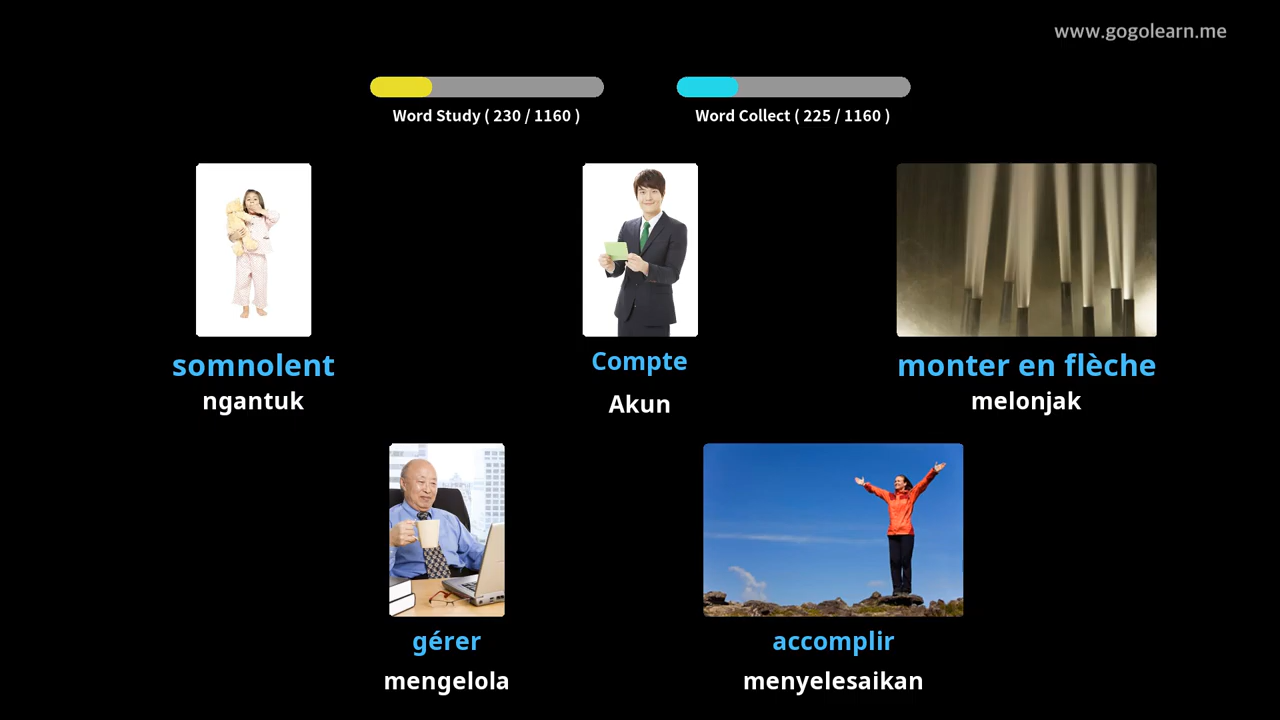 www.gogolearn.me
Word Study ( 230 / 1160 )
Word Collect ( 225 / 1160 )
somnolent
ngantuk
Compte
Akun
monter en flèche
melonjak
gérer
mengelola
accomplir
menyelesaikan